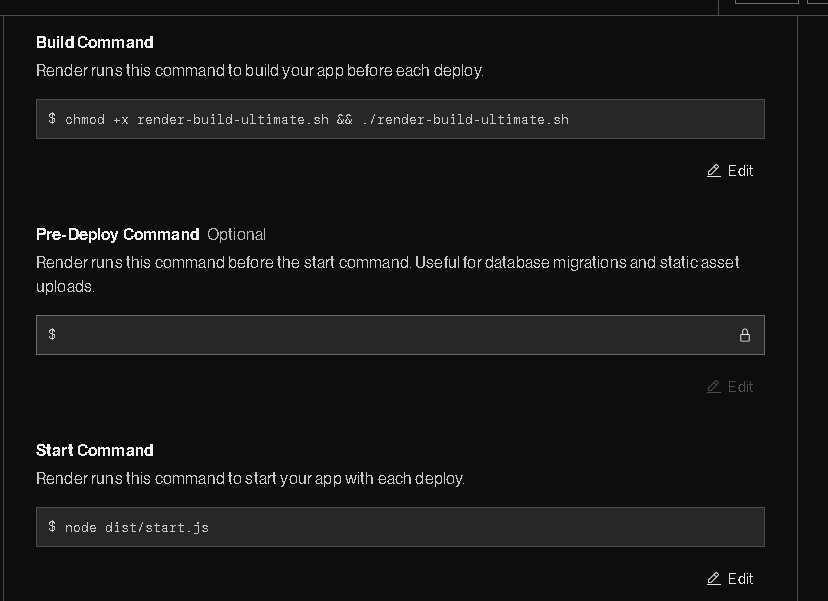 Build Command
Render runs this command to build your app before each deploy.
$ chmod +x render-build-ultimate.sh && ./render-build-ultimate.sh
Edit
Pre-Deploy Command Optional
Render runs this command before the start command. Useful for database migrations and static asset
uploads.
$
Edit
Start Command
Render runs this command to start your app with each deploy.
$ node dist/start.js
Edit